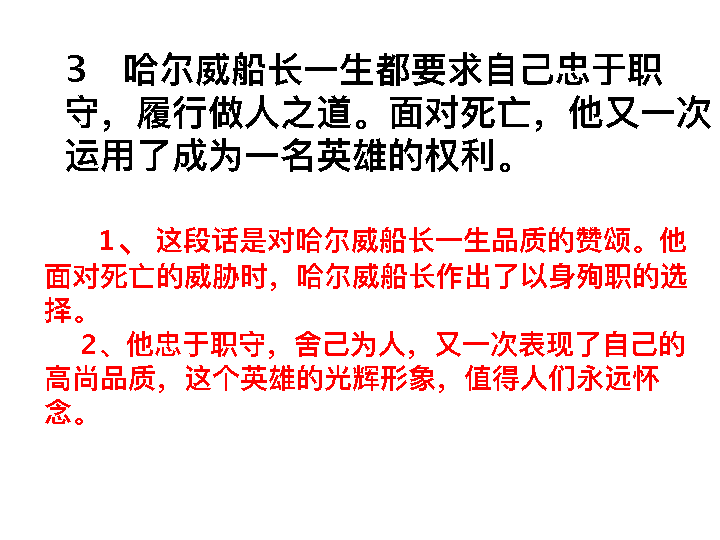 3 哈尔威船长一生都要求自己忠于职
守，履行做人之道。面对死亡，他又一次
运用了成为一名英雄的权利。
1、 这段话是对哈尔威船长一生品质的赞颂。他
面对死亡的威胁时，哈尔威船长作出了以身殉职的选
择。
2、他忠于职守，舍己为人，又一次表现了自己的
高尚品质，这个英雄的光辉形象，值得人们永远怀
念。